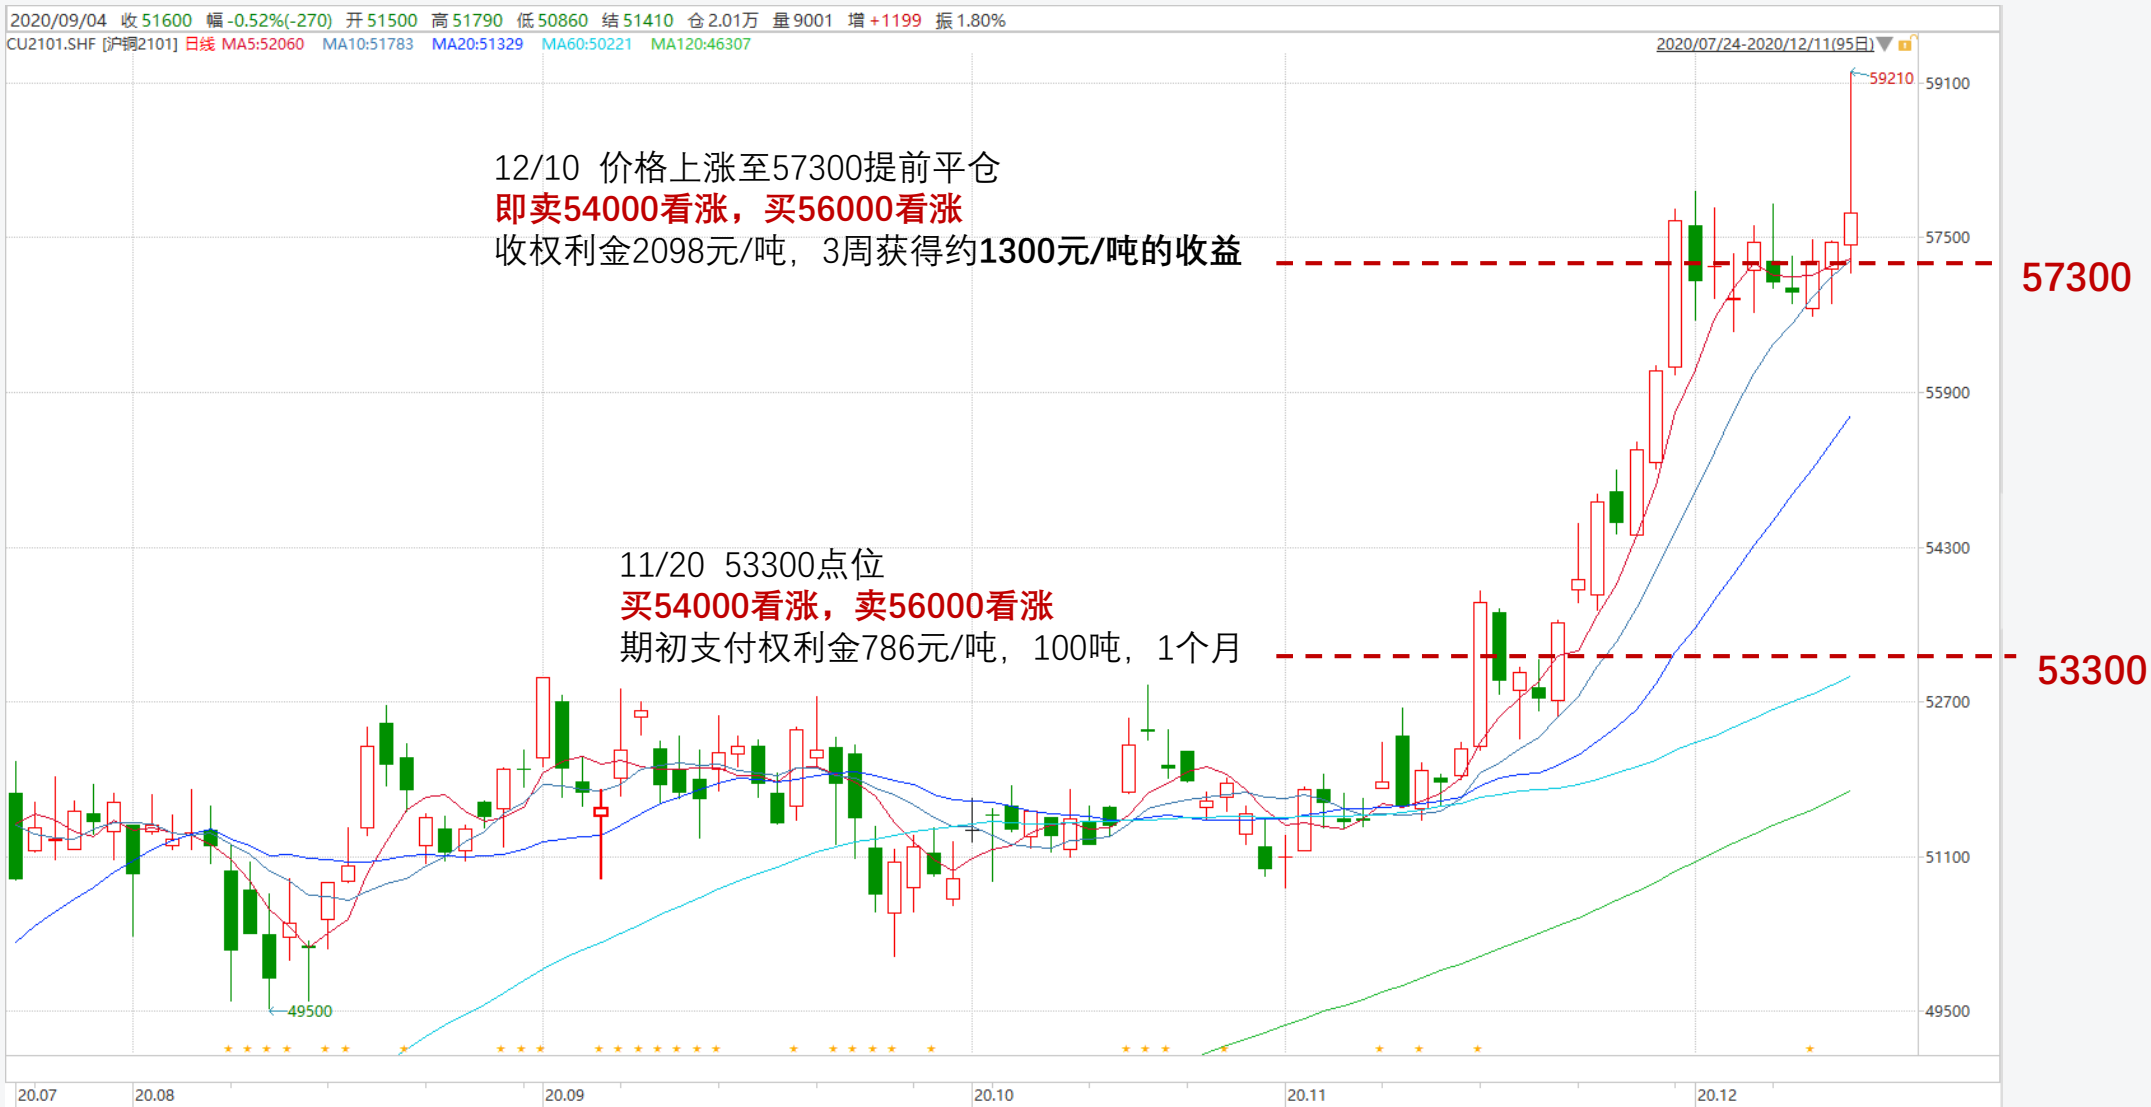 2020/09/04 收 51600 幅 -0.52%(-270) 开 51500 高 51790 低 50860 结 51410 仓 2.01万 量 9001 增 +1199 振 1.80%
CU2101.SHF [沪铜2101] 日线 MA5:52060 MA10:51783 MA20:51329 MA60:50221 MA120:46307
2020/07/24-2020/12/11(95日)
59210
59100
12/10 价格上涨至57300提前平仓
即卖54000看涨，买56000看涨
收权利金2098元/吨，3周获得约1300元/吨的收益
57500
57300
55900
54300
11/20 53300点位
买54000看涨，卖56000看涨
期初支付权利金786元/吨，100吨，1个月
53300
52700
51100
49500
49500
20.07 20.08 20.09 20.10 20.11 20.12